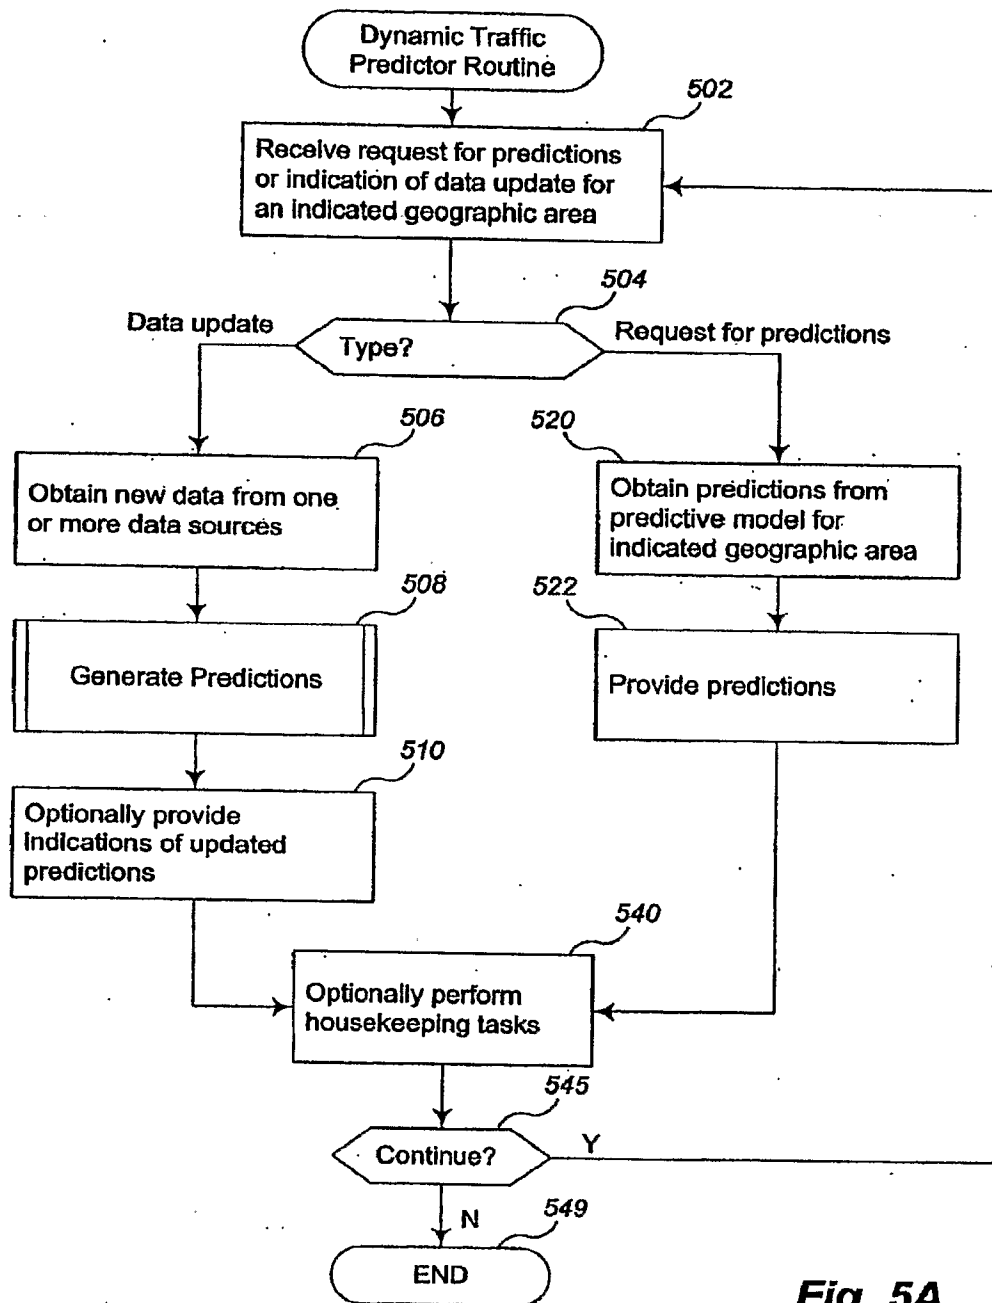 Dynamic Traffic
Predictor Routine
502
Receive request for predictions
or indication of data update for
an indicated geographic area
504
Data update
Type?
Request for predictions
506
520
Obtain new data from one
or more data sources
Obtain predictions from
predictive model for
indicated geographic area
508
522
Generate Predictions
Provide predictions
510
Optionally provide
indications of updated
predictions
540
Optionally perform
housekeeping tasks
545
Continue?
Y
N
549
END
Fig. 5A